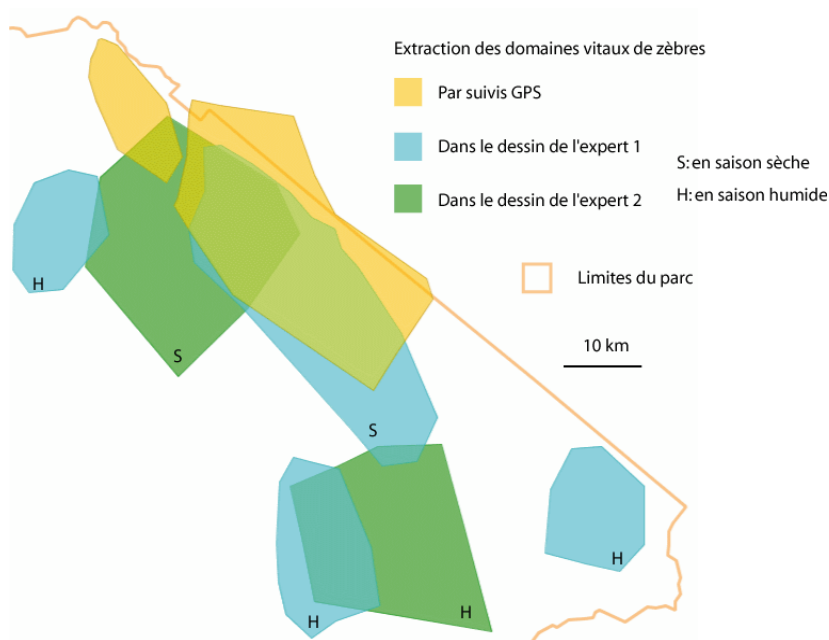 Extraction des domaines vitaux de zèbres
Par suivis GPS
Dans le dessin de l'expert 1
Dans le dessin de l'expert 2
S: en saison sèche
H: en saison humide
Limites du parc
10 km
H
S
S
H
H
H